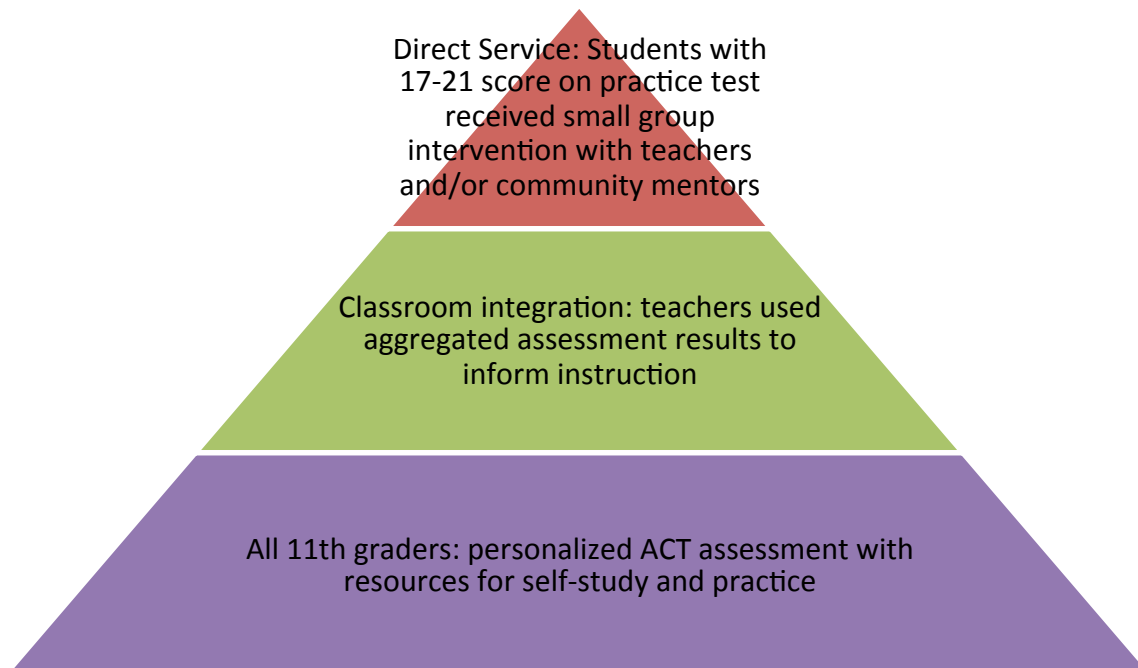 Direct Service: Students with
17-21 score on practice test
received small group
intervention with teachers
and/or community mentors
Classroom integration: teachers used
aggregated assessment results to
inform instruction
All 11th graders: personalized ACT assessment with
resources for self-study and practice